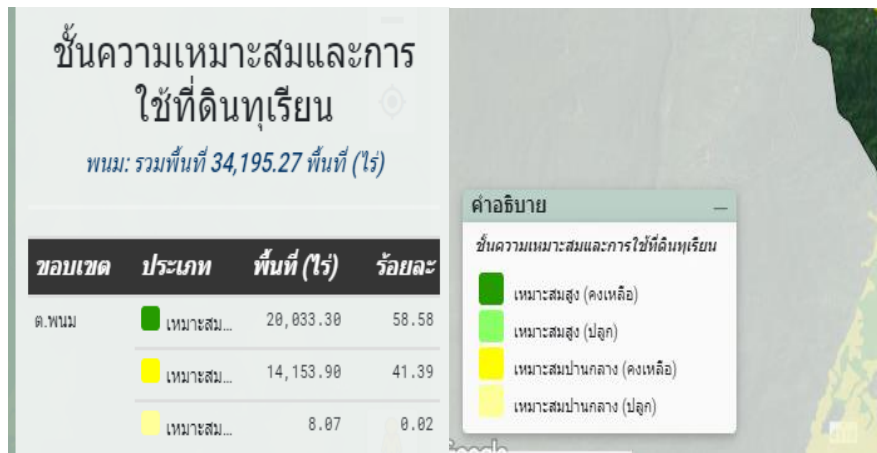 ชั้นความเหมาะสมและการ
ใช้ที่ดินทุเรียน
พนม: รวมพื้นที่ 34,195.27 พื้นที่ (ไร่)
ขอบเขต ประเภท พื้นที่ (ไร่) ร้อยละ
ต.พนม เหมาะสม... 20,033.30 58.58
เหมาะสม... 14,153.90 41.39
เหมาะสม... 8.07 0.02
คำอธิบาย
ชั้นความเหมาะสมและการใช้ที่ดินทุเรียน
เหมาะสมสูง (คงเหลือ)
เหมาะสมสูง (ปลูก)
เหมาะสมปานกลาง (คงเหลือ)
เหมาะสมปานกลาง (ปลูก)
Google